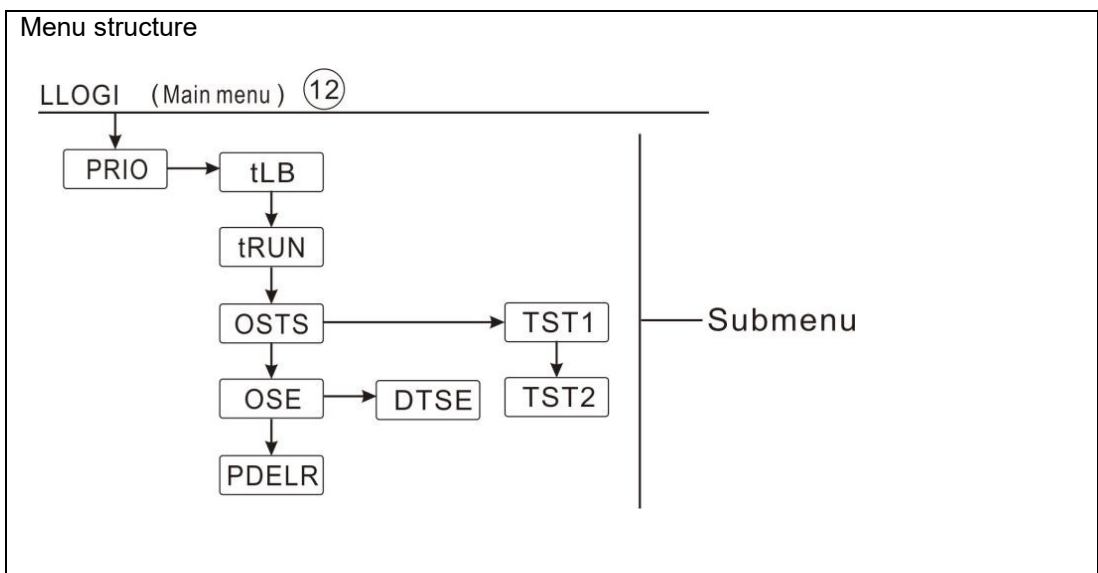 Menu structure
LLOGI (Main menu) 12
PRIO tLB
tRUN
OSTS TST1 Submenu
OSE DTSE TST2
PDELR